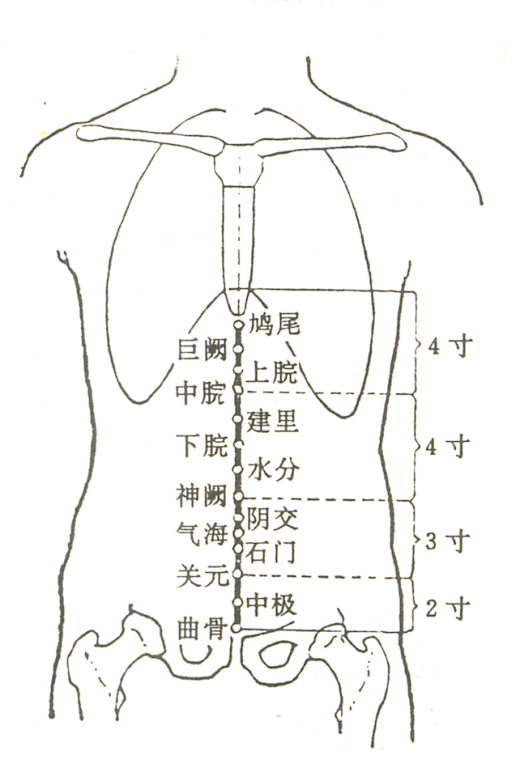 鸠尾
巨阙
上脘
4寸
中脘
建里
下脘
4寸
水分
神阙
阴交
气海
石门
3寸
关元
中极
2寸
曲骨